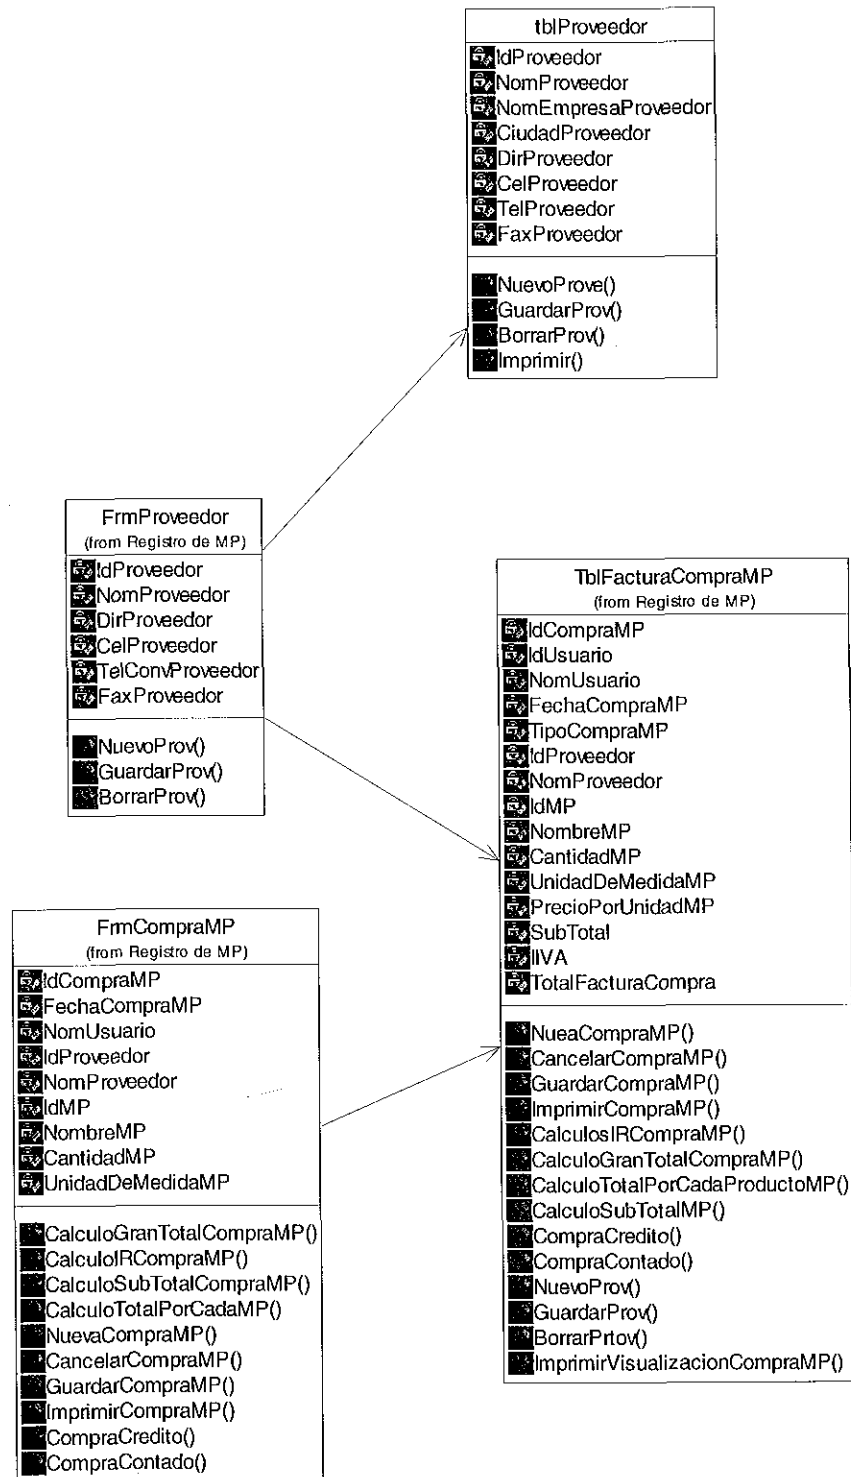 tblProveedor
IdProveedor
NomProveedor
NomEmpresaProveedor
CiudadProveedor
DirProveedor
CelProveedor
TelProveedor
FaxProveedor
NuevoProve()
GuardarProv()
BorrarProv()
Imprimir()
FrmProveedor
(from Registro de MP)
IdProveedor
NomProveedor
DirProveedor
CelProveedor
TelConvProveedor
FaxProveedor
NuevoProv()
GuardarProv()
BorrarProv()
TblFacturaCompraMP
(from Registro de MP)
IdCompraMP
IdUsuario
NomUsuario
FechaCompraMP
TipoCompraMP
IdProveedor
NomProveedor
IdMP
NombreMP
CantidadMP
UnidadDeMedidaMP
PrecioPorUnidadMP
SubTotal
IIVA
TotalFacturaCompra
NueaCompraMP()
CancelarCompraMP()
GuardarCompraMP()
ImprimirCompraMP()
CalculosIRCompraMP()
CalculoGranTotalCompraMP()
CalculoTotalPorCadaProductoMP()
CalculoSubTotalMP()
CompraCredito()
CompraContado()
NuevoProv()
GuardarProv()
BorrarPrtov()
ImprimirVisualizacionCompraMP()
FrmCompraMP
(from Registro de MP)
IdCompraMP
FechaCompraMP
NomUsuario
IdProveedor
NomProveedor
IdMP
NombreMP
CantidadMP
UnidadDeMedidaMP
CalculoGranTotalCompraMP()
CalculoIRCompraMP()
CalculoSubTotalCompraMP()
CalculoTotalPorCadaMP()
NuevaCompraMP()
CancelarCompraMP()
GuardarCompraMP()
ImprimirCompraMP()
CompraCredito()
CompraContado()